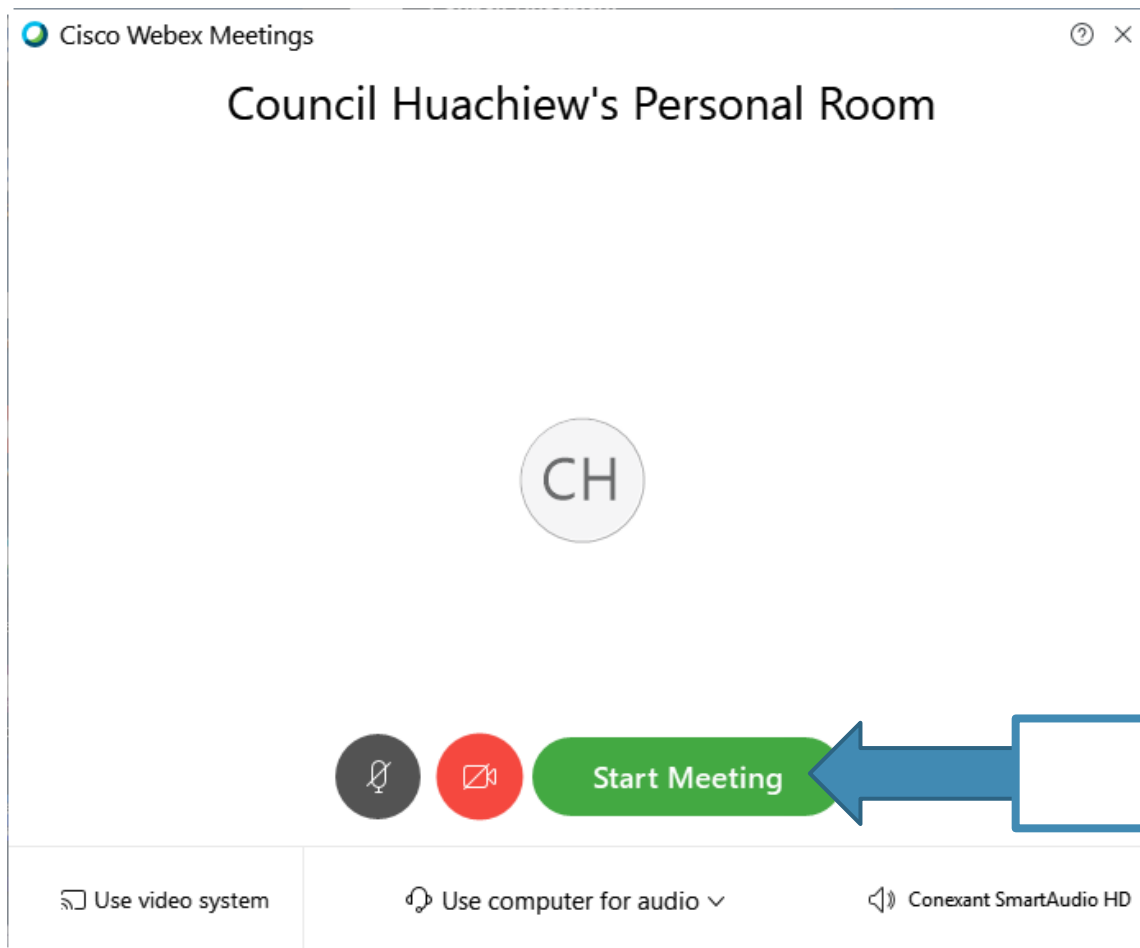 Cisco Webex Meetings
Council Huachiew's Personal Room
CH
Start Meeting
Use video system
Use computer for audio
Conexant SmartAudio HD